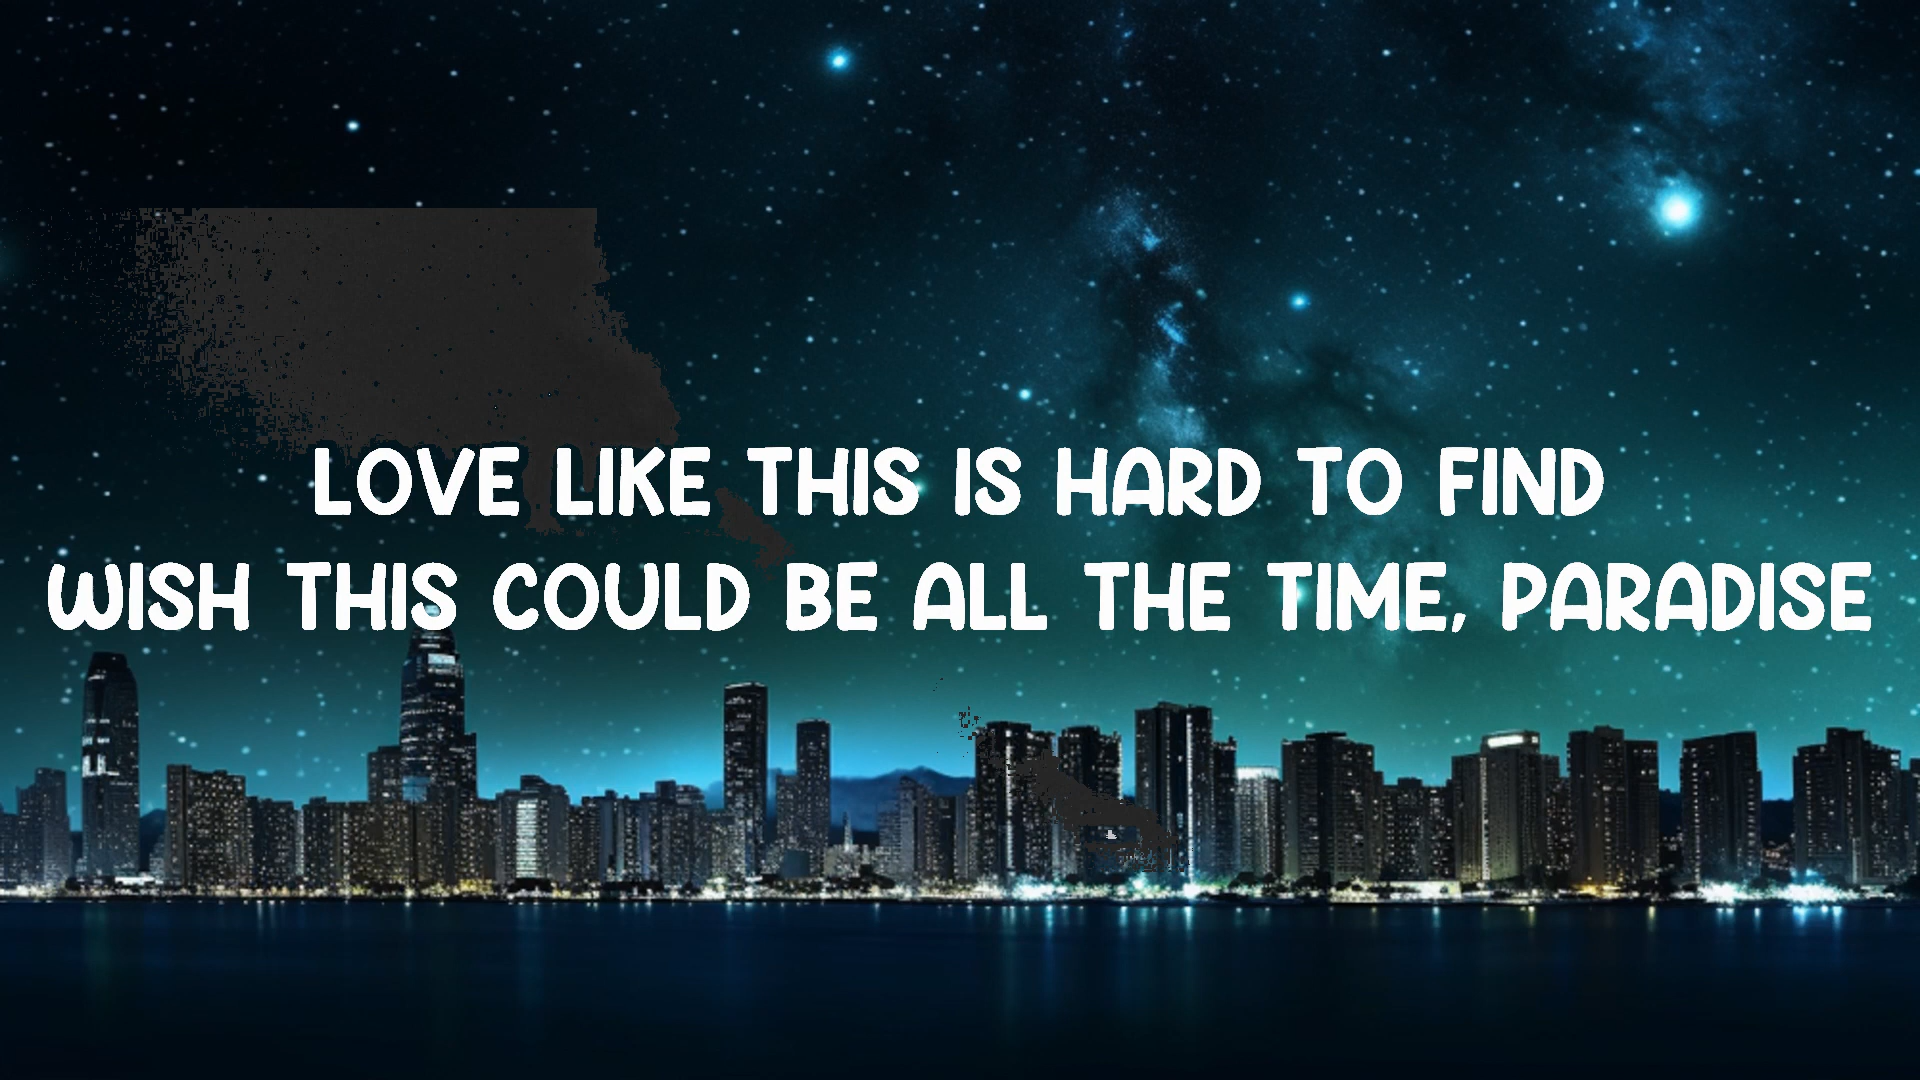 LOVE LIKE THIS IS HARD TO FIND
WISH THIS COULD BE ALL THE TIME, PARADISE